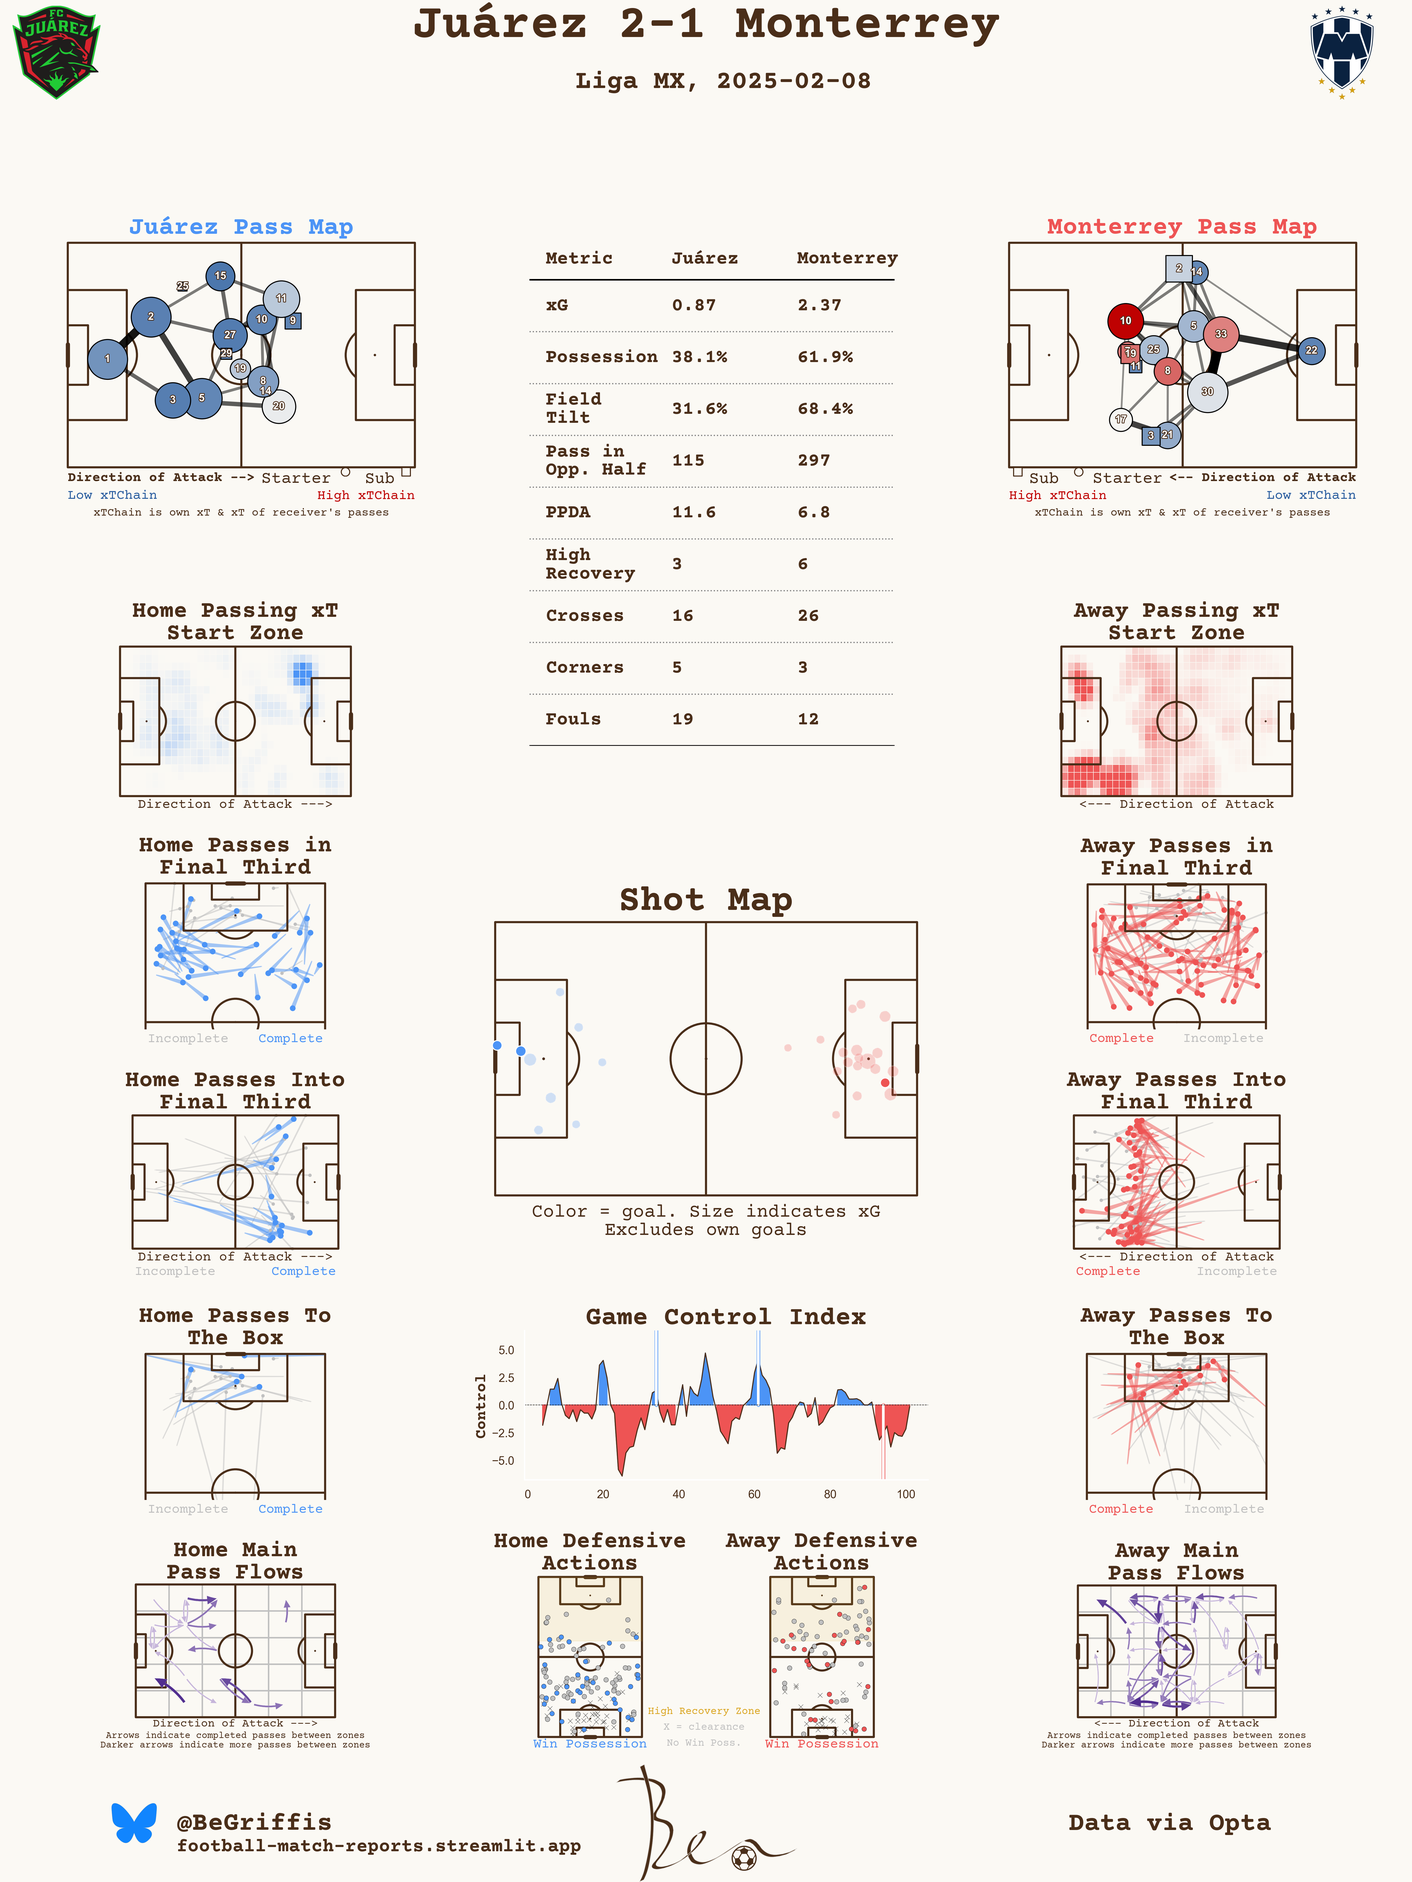 FC
JUÁREZ
Juárez 2-1 Monterrey
Liga MX, 2025-02-08
Juárez Pass Map
1
2
3
5
15
25
27
29
10
11
9
19
8
14
20
Direction of Attack --> Starter Sub
Low xTChain High xTChain
xTChain is own xT & xT of receiver's passes
Metric Juárez Monterrey
xG 0.87 2.37
Possession 38.1% 61.9%
Field
Tilt 31.6% 68.4%
Pass in
Opp. Half 115 297
PPDA 11.6 6.8
High
Recovery 3 6
Crosses 16 26
Corners 5 3
Fouls 19 12
Monterrey Pass Map
2
14
10
5
33
19
25
11
8
22
30
17
3
21
Sub Starter <-- Direction of Attack
High xTChain Low xTChain
xTChain is own xT & xT of receiver's passes
Home Passing xT
Start Zone
Direction of Attack --->
Away Passing xT
Start Zone
<--- Direction of Attack
Home Passes in
Final Third
Incomplete Complete
Away Passes in
Final Third
Complete Incomplete
Shot Map
Color = goal. Size indicates xG
Excludes own goals
Home Passes Into
Final Third
Direction of Attack --->
Incomplete Complete
Away Passes Into
Final Third
<--- Direction of Attack
Complete Incomplete
Home Passes To
The Box
Incomplete Complete
Game Control Index
Control
5.0
2.5
0.0
−2.5
−5.0
0 20 40 60 80 100
Away Passes To
The Box
Complete Incomplete
Home Main
Pass Flows
Direction of Attack --->
Arrows indicate completed passes between zones
Darker arrows indicate more passes between zones
Home Defensive
Actions
Win Possession
High Recovery Zone
X = clearance
No Win Poss.
Away Defensive
Actions
Win Possession
Away Main
Pass Flows
<--- Direction of Attack
Arrows indicate completed passes between zones
Darker arrows indicate more passes between zones
@BeGriffis
football-match-reports.streamlit.app
Ben
Data via Opta